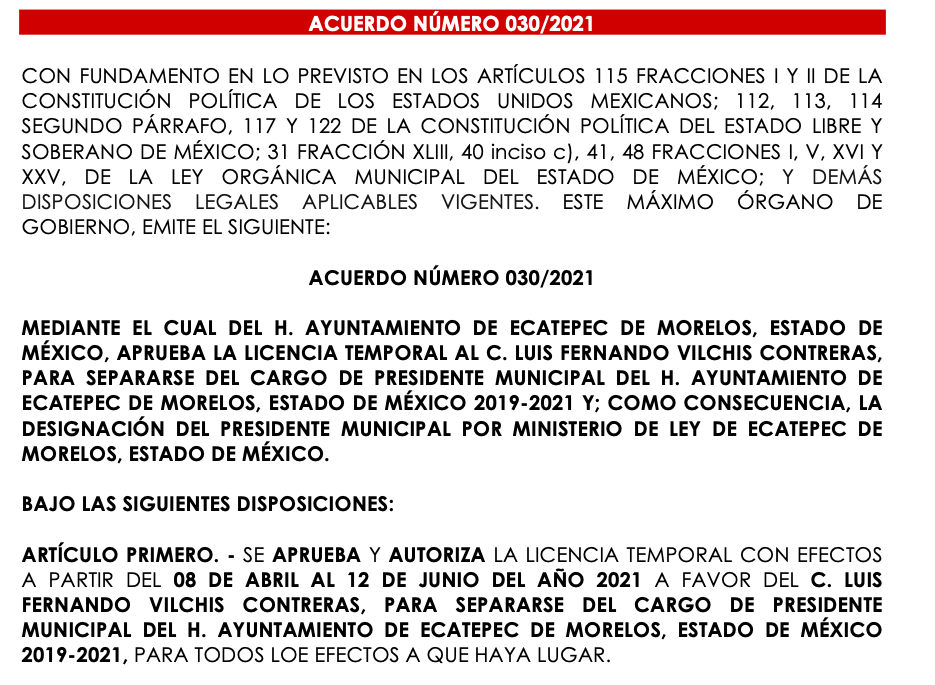 ACUERDO NÚMERO 030/2021
CON FUNDAMENTO EN LO PREVISTO EN LOS ARTÍCULOS 115 FRACCIONES I Y II DE LA
CONSTITUCIÓN POLÍTICA DE LOS ESTADOS UNIDOS MEXICANOS; 112, 113, 114
SEGUNDO PÁRRAFO, 117 Y 122 DE LA CONSTITUCIÓN POLÍTICA DEL ESTADO LIBRE Y
SOBERANO DE MÉXICO; 31 FRACCIÓN XLIII, 40 inciso c), 41, 48 FRACCIONES I, V, XVI Y
XXV, DE LA LEY ORGÁNICA MUNICIPAL DEL ESTADO DE MÉXICO; Y DEMÁS
DISPOSICIONES LEGALES APLICABLES VIGENTES. ESTE MÁXIMO ÓRGANO DE
GOBIERNO, EMITE EL SIGUIENTE:
ACUERDO NÚMERO 030/2021
MEDIANTE EL CUAL DEL H. AYUNTAMIENTO DE ECATEPEC DE MORELOS, ESTADO DE
MÉXICO, APRUEBA LA LICENCIA TEMPORAL AL C. LUIS FERNANDO VILCHIS CONTRERAS,
PARA SEPARARSE DEL CARGO DE PRESIDENTE MUNICIPAL DEL H. AYUNTAMIENTO DE
ECATEPEC DE MORELOS, ESTADO DE MÉXICO 2019-2021 Y; COMO CONSECUENCIA, LA
DESIGNACIÓN DEL PRESIDENTE MUNICIPAL POR MINISTERIO DE LEY DE ECATEPEC DE
MORELOS, ESTADO DE MÉXICO.
BAJO LAS SIGUIENTES DISPOSICIONES:
ARTÍCULO PRIMERO. - SE APRUEBA Y AUTORIZA LA LICENCIA TEMPORAL CON EFECTOS
A PARTIR DEL 08 DE ABRIL AL 12 DE JUNIO DEL AÑO 2021 A FAVOR DEL C. LUIS
FERNANDO VILCHIS CONTRERAS, PARA SEPARARSE DEL CARGO DE PRESIDENTE
MUNICIPAL DEL H. AYUNTAMIENTO DE ECATEPEC DE MORELOS, ESTADO DE MÉXICO
2019-2021, PARA TODOS LOE EFECTOS A QUE HAYA LUGAR.